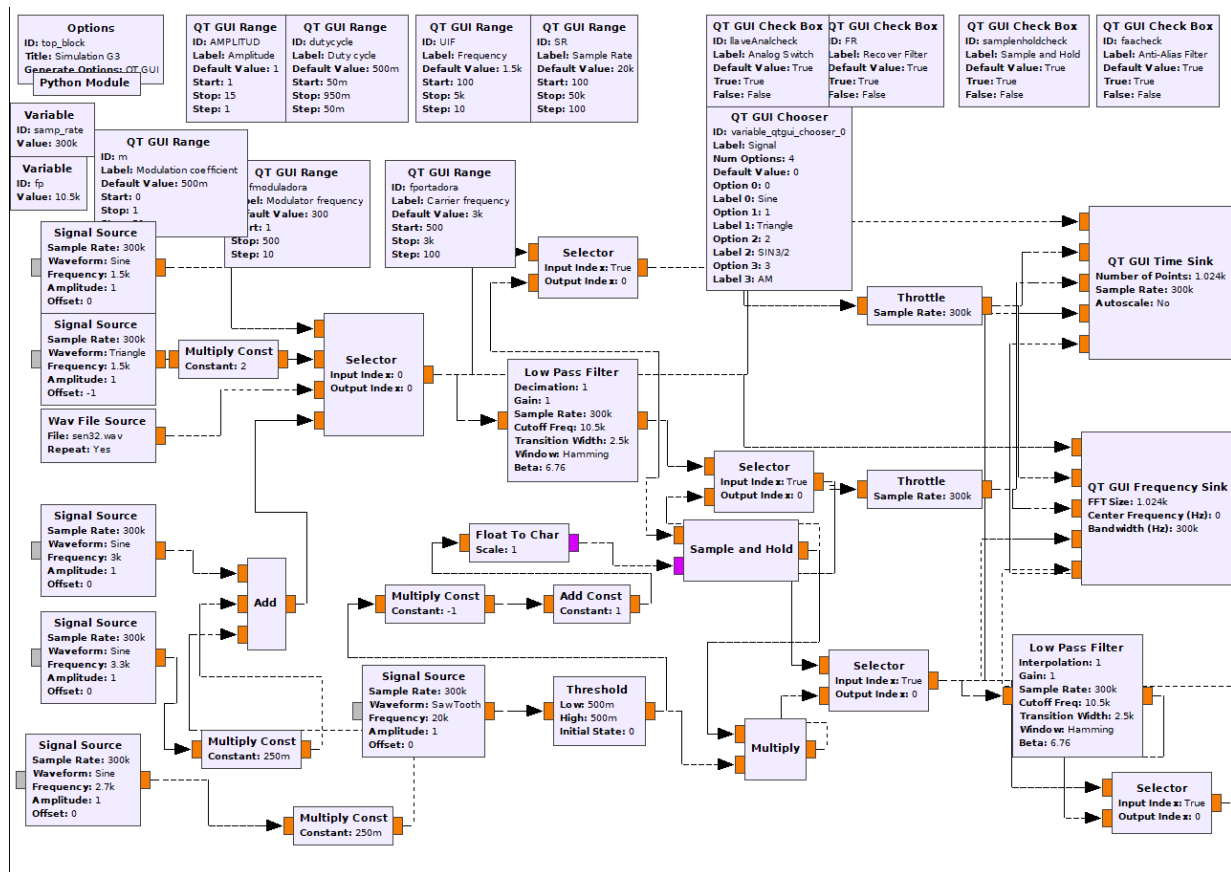 Options
ID: top_block
Title: Simulation G3
Generate Options: QT GUI
Python Module
Variable
ID: samp_rate
Value: 300k
Variable
ID: fp
Value: 10.5k
QT GUI Range
ID: AMPLITUD
Label: Amplitude
Default Value: 1
Start: 1
Stop: 15
Step: 1
QT GUI Range
ID: dutycycle
Label: Duty cycle
Default Value: 500m
Start: 50m
Stop: 950m
Step: 50m
QT GUI Range
ID: UIF
Label: Frequency
Default Value: 1.5k
Start: 100
Stop: 5k
Step: 10
QT GUI Range
ID: SR
Label: Sample Rate
Default Value: 20k
Start: 100
Stop: 50k
Step: 100
QT GUI Check Box
ID: llaveAnalcheck
Label: Analog Switch
Default Value: True
True: True
False: False
QT GUI Check Box
ID: FR
Label: Recover Filter
Default Value: True
True: True
False: False
QT GUI Check Box
ID: samplenholdcheck
Label: Sample and Hold
Default Value: True
True: True
False: False
QT GUI Check Box
ID: faacheck
Label: Anti-Alias Filter
Default Value: True
True: True
False: False
QT GUI Range
ID: m
Label: Modulation coefficient
Default Value: 500m
Start: 0
Stop: 1
QT GUI Range
fmoduladora
Label: Modulator frequency
Default Value: 300
Start: 1
Stop: 500
Step: 10
QT GUI Range
ID: fportadora
Label: Carrier frequency
Default Value: 3k
Start: 500
Stop: 3k
Step: 100
QT GUI Chooser
ID: variable_qtgui_chooser_0
Label: Signal
Num Options: 4
Default Value: 0
Option 0: 0
Label 0: Sine
Option 1: 1
Label 1: Triangle
Option 2: 2
Label 2: SIN3/2
Option 3: 3
Label 3: AM
Signal Source
Sample Rate: 300k
Waveform: Sine
Frequency: 1.5k
Amplitude: 1
Offset: 0
Selector
Input Index: True
Output Index: 0
Throttle
Sample Rate: 300k
QT GUI Time Sink
Number of Points: 1.024k
Sample Rate: 300k
Autoscale: No
Signal Source
Sample Rate: 300k
Waveform: Triangle
Frequency: 1.5k
Amplitude: 1
Offset: -1
Multiply Const
Constant: 2
Selector
Input Index: 0
Output Index: 0
Low Pass Filter
Decimation: 1
Gain: 1
Sample Rate: 300k
Cutoff Freq: 10.5k
Transition Width: 2.5k
Window: Hamming
Beta: 6.76
Wav File Source
File: sen32.wav
Repeat: Yes
Selector
Input Index: True
Output Index: 0
Throttle
Sample Rate: 300k
QT GUI Frequency Sink
FFT Size: 1.024k
Center Frequency (Hz): 0
Bandwidth (Hz): 300k
Signal Source
Sample Rate: 300k
Waveform: Sine
Frequency: 3k
Amplitude: 1
Offset: 0
Float To Char
Scale: 1
Sample and Hold
Add
Multiply Const
Constant: -1
Add Const
Constant: 1
Signal Source
Sample Rate: 300k
Waveform: Sine
Frequency: 3.3k
Amplitude: 1
Offset: 0
Signal Source
Sample Rate: 300k
Waveform: Saw Tooth
Frequency: 20k
Amplitude: 1
Offset: 0
Threshold
Low: 500m
High: 500m
Initial State: 0
Selector
Input Index: True
Output Index: 0
Low Pass Filter
Interpolation: 1
Gain: 1
Sample Rate: 300k
Cutoff Freq: 10.5k
Transition Width: 2.5k
Window: Hamming
Beta: 6.76
Multiply Const
Constant: 250m
Multiply
Signal Source
Sample Rate: 300k
Waveform: Sine
Frequency: 2.7k
Amplitude: 1
Offset: 0
Multiply Const
Constant: 250m
Selector
Input Index: True
Output Index: 0